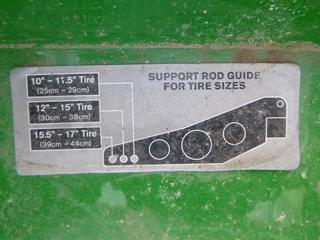 SUPPORT ROD GUIDE
FOR TIRE SIZES
10" - 11.5" Tire
(25cm - 29cm)
12" - 15" Tire
(30cm - 38cm)
15.5" - 17" Tire
(39cm - 44cm)